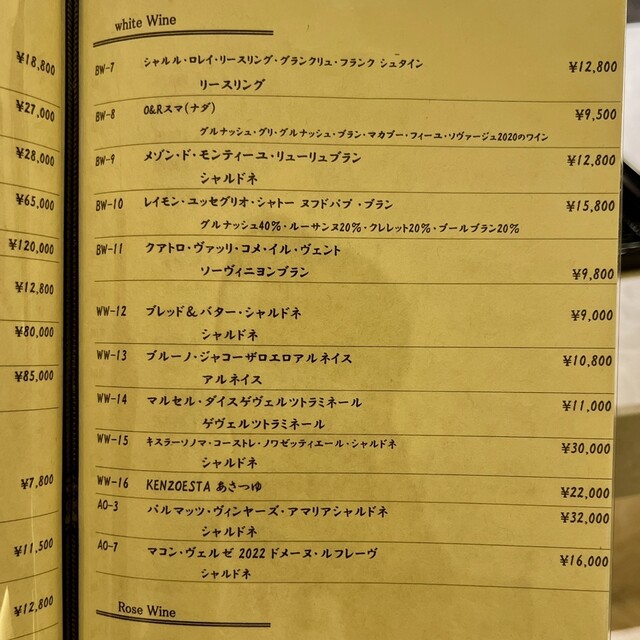 ¥18,800
¥27,000
¥28,000
¥65,000
¥120,000
¥12,800
¥80,000
¥85,000
¥7,800
¥11,500
¥12,800
white Wine
BW-7 シャルル・ロレイ・リースリング・グランクリュ・フランク シュタイン ¥12,800
リースリング
BW-8 O&Rスマ(ナダ) ¥9,500
グルナッシュ・グリ・グルナッシュ・ブラン・マカブー・フィーユ・ソヴァージュ2020のワイン
BW-9 メゾン・ド・モンティーユ・リューリュブラン ¥12,800
シャルドネ
BW-10 レイモン・ユッセグリオ・シャトー ヌフドパプ・ブラン ¥15,800
グルナッシュ40%・ルーサンヌ20%・クレレット20%・ブールブラン20%
BW-11 クアトロ・ヴァッリ・コメ・イル・ヴェント
ソーヴィニヨンブラン ¥9,800
WW-12 ブレッド&バター・シャルドネ ¥9,000
シャルドネ
WW-13 ブルーノ・ジャコーザロエロアルネイス ¥10,800
アルネイス
WW-14 マルセル・ダイスゲヴェルツトラミネール ¥11,000
ゲヴェルツトラミネール
WW-15 キスラーソノマ・コーストレ・ノワゼッティエール・シャルドネ ¥30,000
シャルドネ
WW-16 KENZOESTA あさつゆ ¥22,000
AO-3 バルマッツ・ヴィンヤーズ・アマリアシャルドネ ¥32,000
シャルドネ
AO-7 マコン・ヴェルゼ 2022 ドメーヌ・ルフレーヴ ¥16,000
シャルドネ
Rose Wine